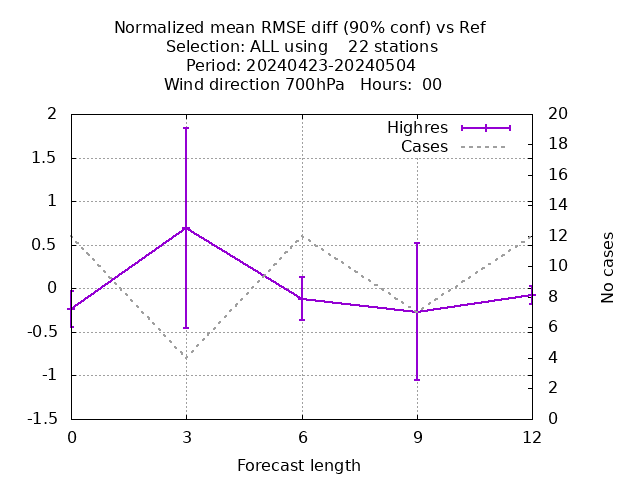 Normalized mean RMSE diff (90% conf) vs Ref
Selection: ALL using    22 stations
Period: 20240423-20240504
Wind direction 700hPa   Hours:  00
Highres
Cases
2
1.5
1
0.5
0
-0.5
-1
-1.5
20
18
16
14
12
10
8
6
4
2
0
No cases
0 3 6 9 12
Forecast length